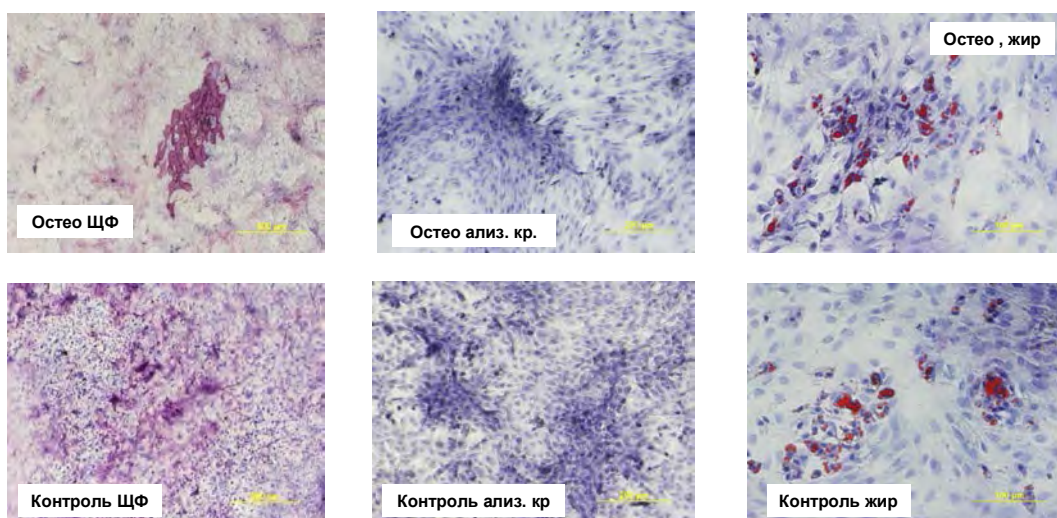 Остео , жир
Остео ЩФ
Остео ализ. кр.
Контроль ЩФ
Контроль ализ. кр
Контроль жир